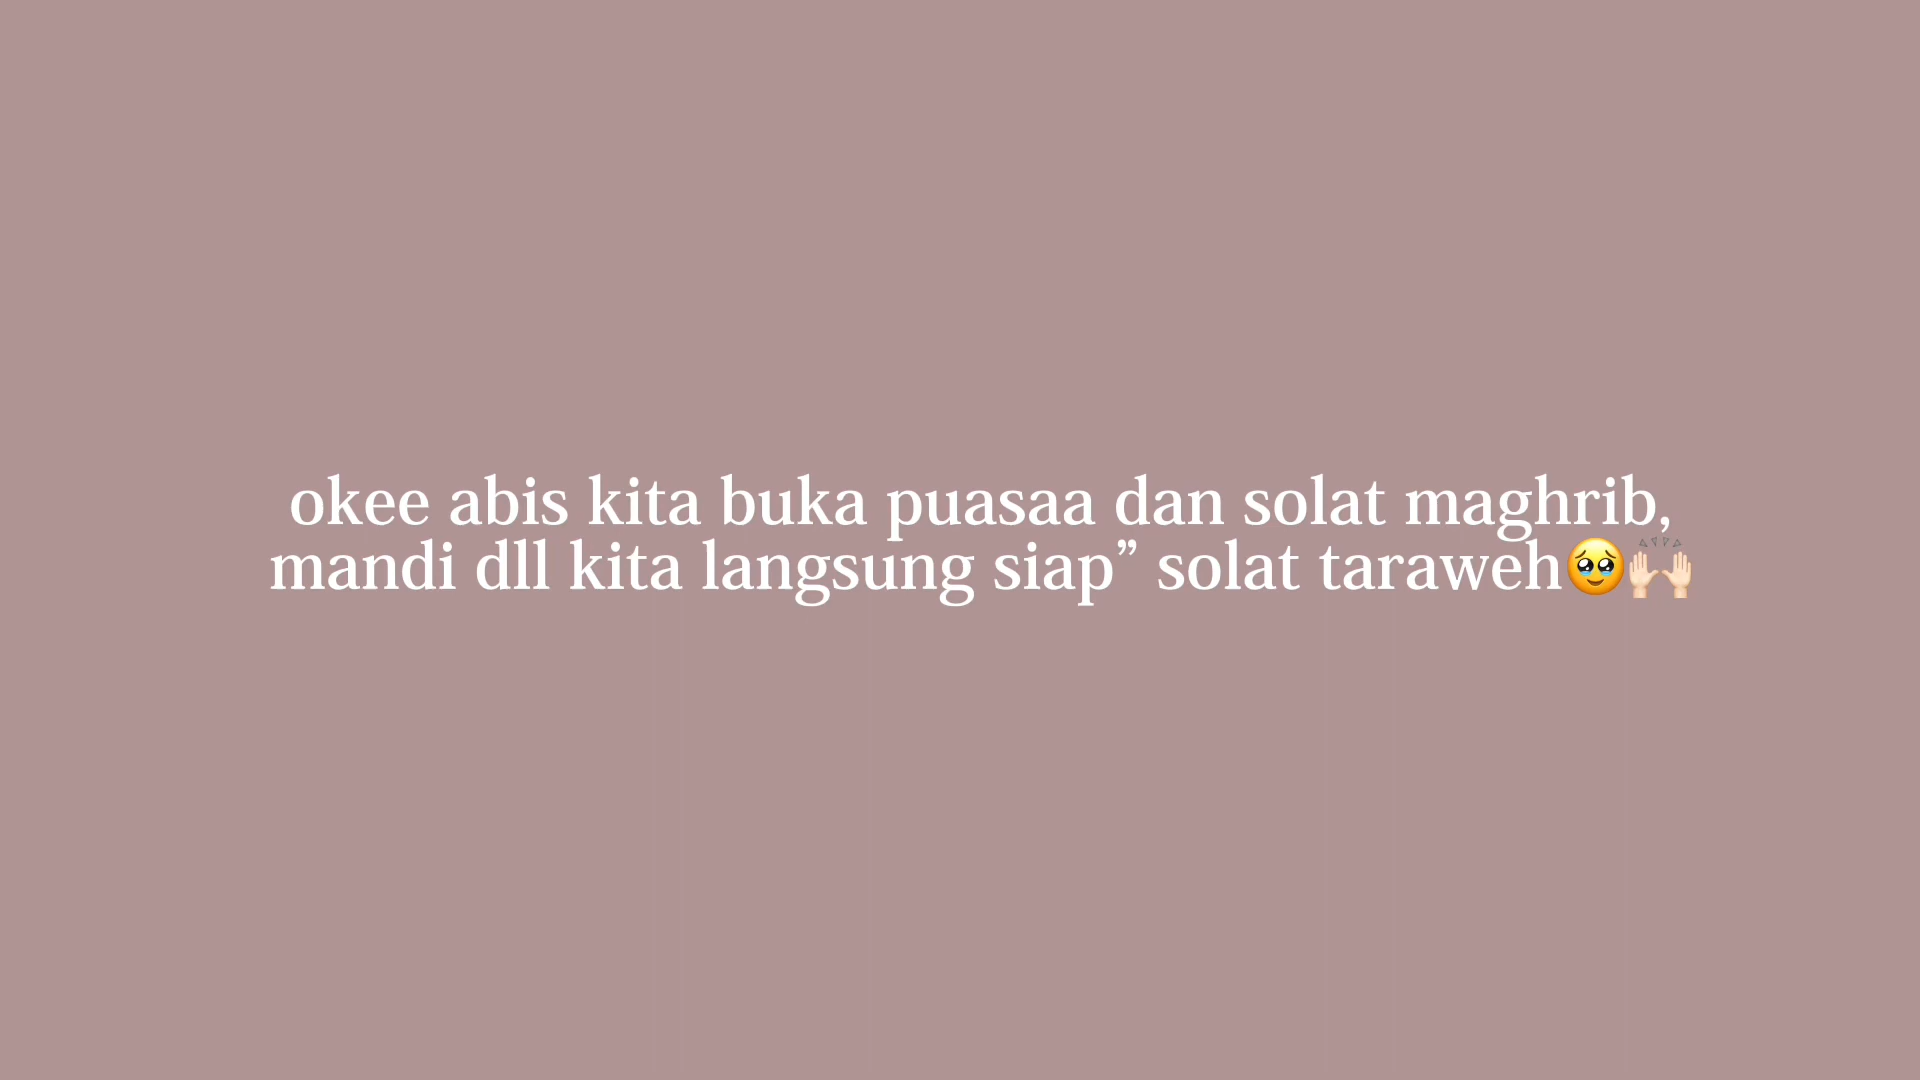 okee abis kita buka puasaa dan solat maghrib,
mandi dll kita langsung siap” solat taraweh🥹🙌🏻